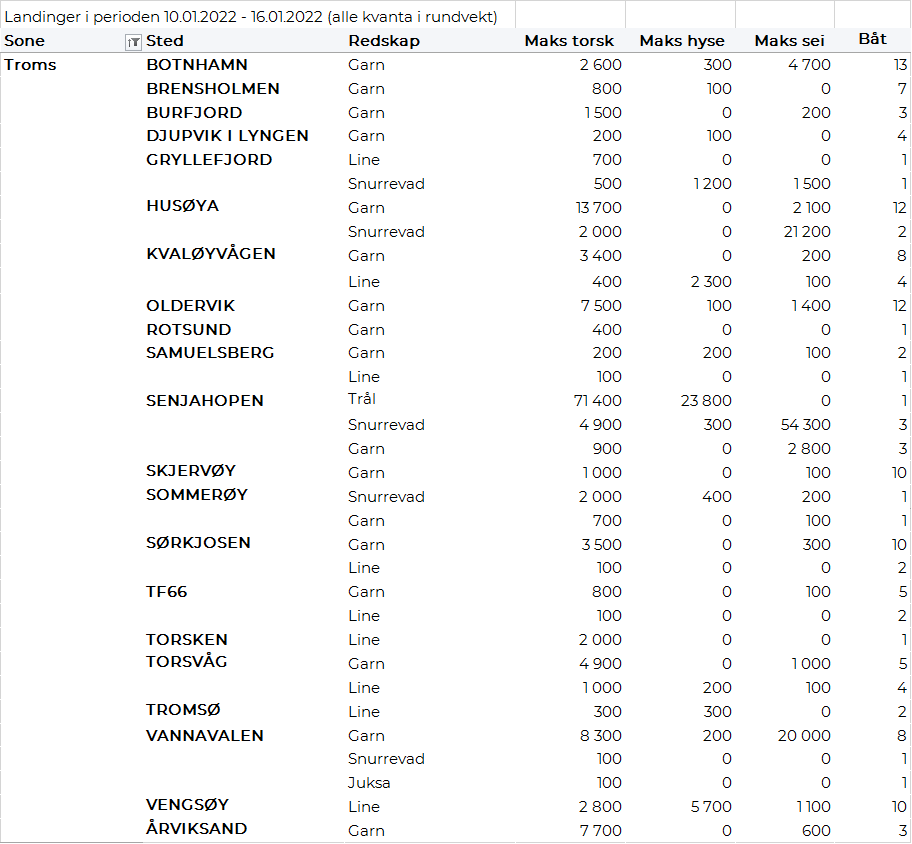 Landinger i perioden 10.01.2022 - 16.01.2022 (alle kvanta i rundvekt)
Sone Sted Redskap Maks torsk Maks hyse Maks sei Båt
Troms BOTNHAMN Garn 2 600 300 4 700 13
BRENSHOLMEN Garn 800 100 0 7
BURFJORD Garn 1 500 0 200 3
DJUPVIK I LYNGEN Garn 200 100 0 4
GRYLLEFJORD Line 700 0 0 1
Snurrevad 500 1 200 1 500 1
HUSØYA Garn 13 700 0 2 100 12
Snurrevad 2 000 0 21 200 2
KVALØYVÅGEN Garn 3 400 0 200 8
Line 400 2 300 100 4
OLDERVIK Garn 7 500 100 1 400 12
ROTSUND Garn 400 0 0 1
SAMUELSBERG Garn 200 200 100 2
Line 100 0 0 1
SENJAHOPEN Trål 71 400 23 800 0 1
Snurrevad 4 900 300 54 300 3
Garn 900 0 2 800 3
SKJERVØY Garn 1 000 0 100 10
SOMMERØY Snurrevad 2 000 400 200 1
Garn 700 0 100 1
SØRKJOSEN Garn 3 500 0 300 10
Line 100 0 0 2
TF66 Garn 800 0 100 5
Line 100 0 0 2
TORSKEN Line 2 000 0 0 1
TORSVÅG Garn 4 900 0 1 000 5
Line 1 000 200 100 4
TROMSØ Line 300 300 0 2
VANNAVALEN Garn 8 300 200 20 000 8
Snurrevad 100 0 0 1
Juksa 100 0 0 1
VENGSØY Line 2 800 5 700 1 100 10
ÅRVIKSAND Garn 7 700 0 600 3